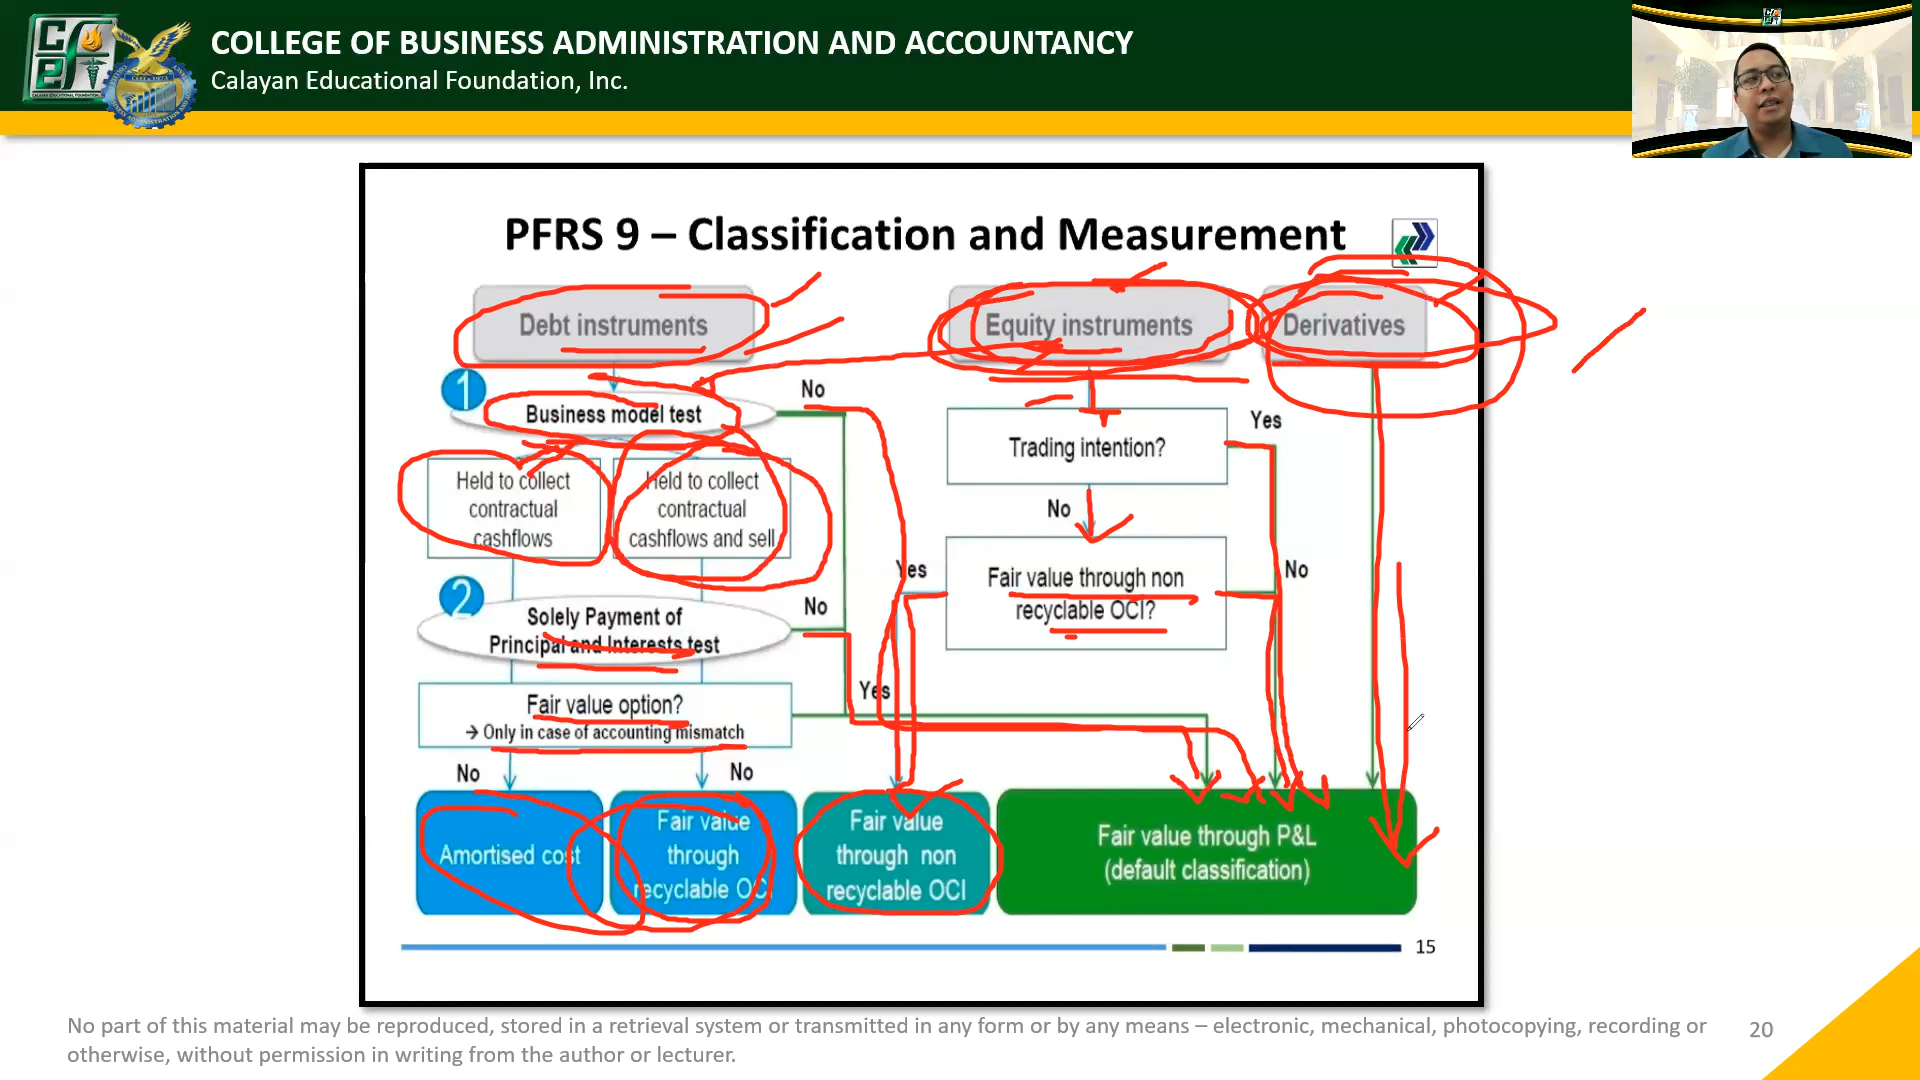 COLLEGE OF BUSINESS ADMINISTRATION AND ACCOUNTANCY
Calayan Educational Foundation, Inc.
PFRS 9 – Classification and Measurement
Debt instruments
Equity instruments
Derivatives
1
Business model test
No
Trading intention?
Yes
Held to collect
contractual
cashflows
Held to collect
contractual
cashflows and sell
No
2
Solely Payment of
Principal and Interests test
No
Yes
Fair value through non
recyclable OCI?
No
Fair value option?
→ Only in case of accounting mismatch
Yes
No
No
Amortised cost
Fair value
through
recyclable OCI
Fair value
through non
recyclable OCI
Fair value through P&L
(default classification)
15
No part of this material may be reproduced, stored in a retrieval system or transmitted in any form or by any means – electronic, mechanical, photocopying, recording or
otherwise, without permission in writing from the author or lecturer.
20